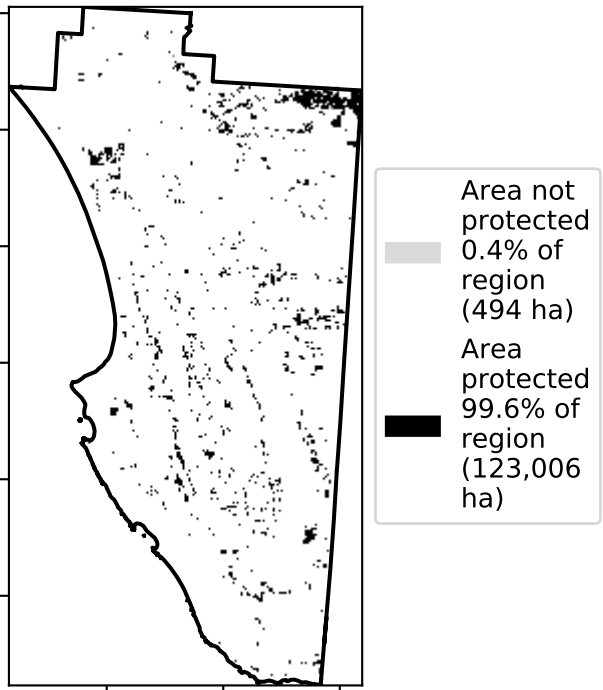 Area not
protected
0.4% of
region
(494 ha)
Area
protected
99.6% of
region
(123,006
ha)